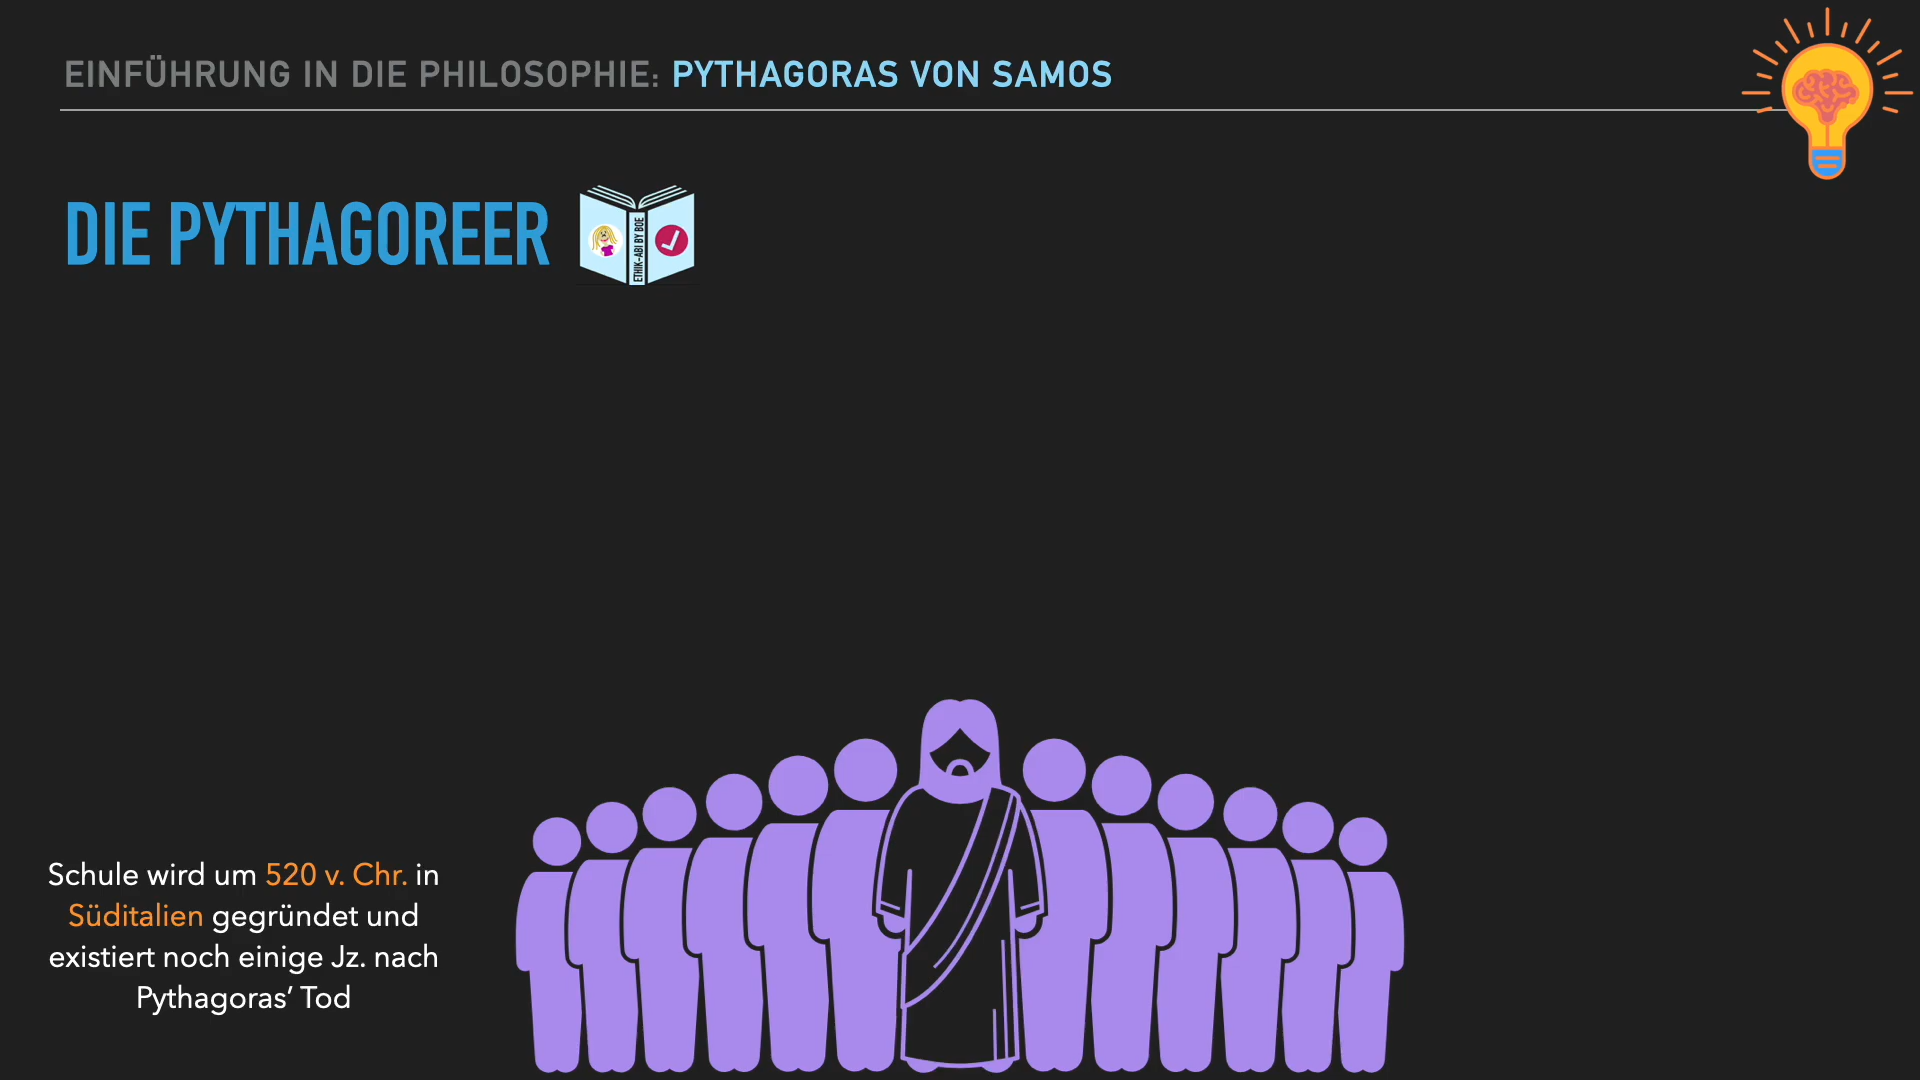 EINFÜHRUNG IN DIE PHILOSOPHIE: PYTHAGORAS VON SAMOS
DIE PYTHAGOREER
ETHIK-ABI BY BOE
Schule wird um 520 v. Chr. in
Süditalien gegründet und
existiert noch einige Jz. nach
Pythagoras’ Tod